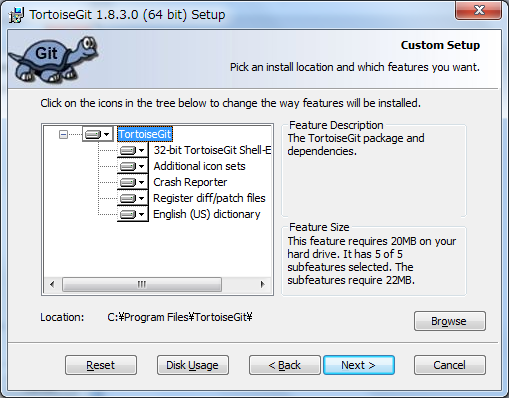 TortoiseGit 1.8.3.0 (64 bit) Setup
Git
Custom Setup
Pick an install location and which features you want.
Click on the icons in the tree below to change the way features will be installed.
TortoiseGit
32-bit TortoiseGit Shell-E
Additional icon sets
Crash Reporter
Register diff/patch files
English (US) dictionary
Feature Description
The TortoiseGit package and
dependencies.
Feature Size
This feature requires 20MB on your
hard drive. It has 5 of 5
subfeatures selected. The
subfeatures require 22MB.
Location: C:¥Program Files¥TortoiseGit¥
Browse
Reset Disk Usage < Back Next > Cancel